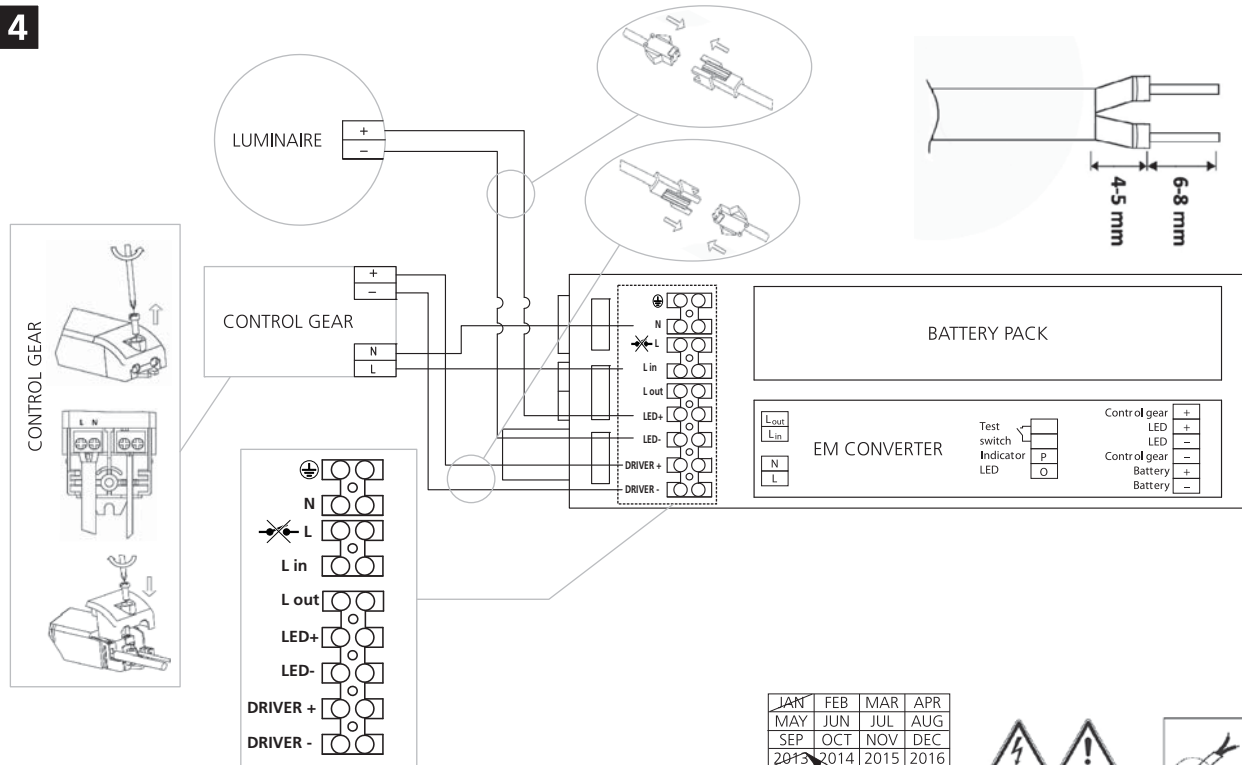 4
LUMINAIRE
+
–
4-5 mm
6-8 mm
CONTROL GEAR
L N
CONTROL GEAR
+
–
N
L
N
L
L in
L out
LED+
LED-
DRIVER +
DRIVER -
BATTERY PACK
EM CONVERTER
Lout
Lin
N
L
Test
switch
Indicator P
LED O
Control gear +
LED +
LED –
Control gear –
Battery +
Battery –
N
L
L in
L out
LED+
LED-
DRIVER +
DRIVER -
JAN FEB MAR APR
MAY JUN JUL AUG
SEP OCT NOV DEC
2013 2014 2015 2016